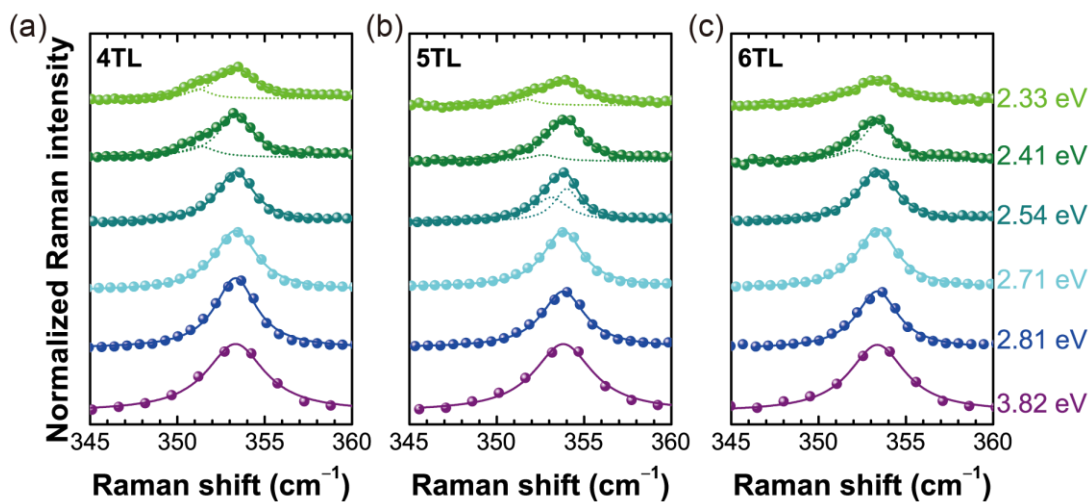 (a) (b) (c)
4TL 5TL 6TL
2.33 eV
2.41 eV
2.54 eV
2.71 eV
2.81 eV
3.82 eV
Normalized Raman intensity
345 350 355 360 345 350 355 360 345 350 355 360
Raman shift (cm⁻¹) Raman shift (cm⁻¹) Raman shift (cm⁻¹)